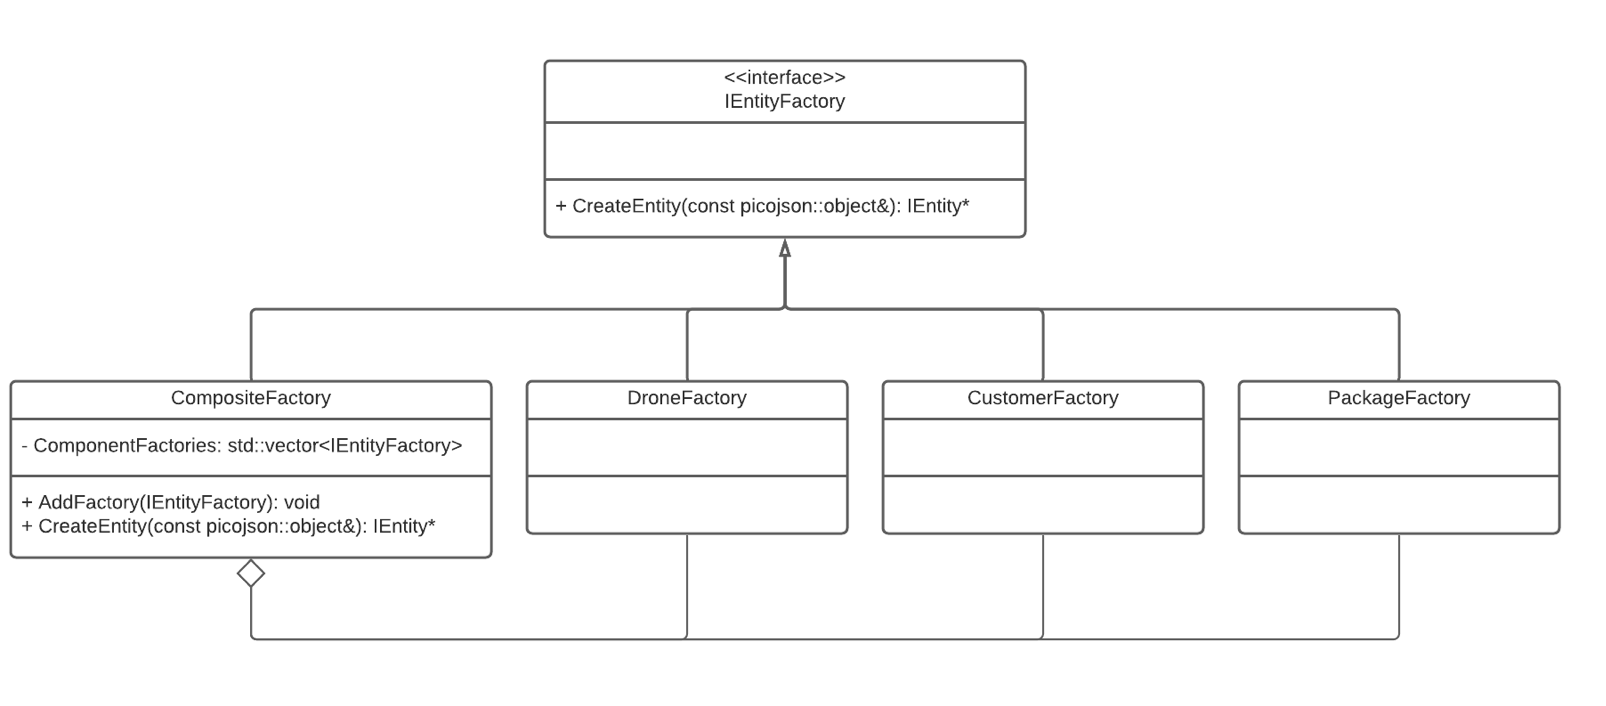 <<interface>>
IEntityFactory
+ CreateEntity(const picojson::object&): IEntity*
CompositeFactory
- ComponentFactories: std::vector<IEntityFactory>
+ AddFactory(IEntityFactory): void
+ CreateEntity(const picojson::object&): IEntity*
DroneFactory
CustomerFactory
PackageFactory